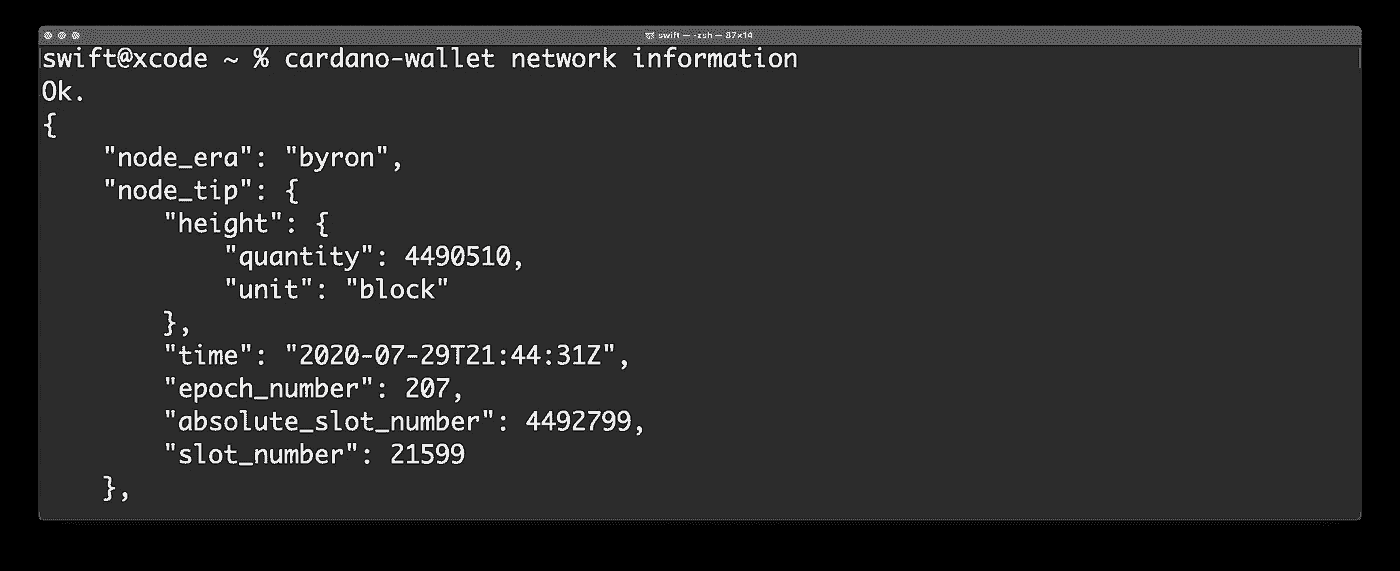 swift — -zsh — 87×14
swift@xcode ~ % cardano-wallet network information
Ok.
{
    "node_era": "byron",
    "node_tip": {
        "height": {
            "quantity": 4490510,
            "unit": "block"
        },
        "time": "2020-07-29T21:44:31Z",
        "epoch_number": 207,
        "absolute_slot_number": 4492799,
        "slot_number": 21599
    },